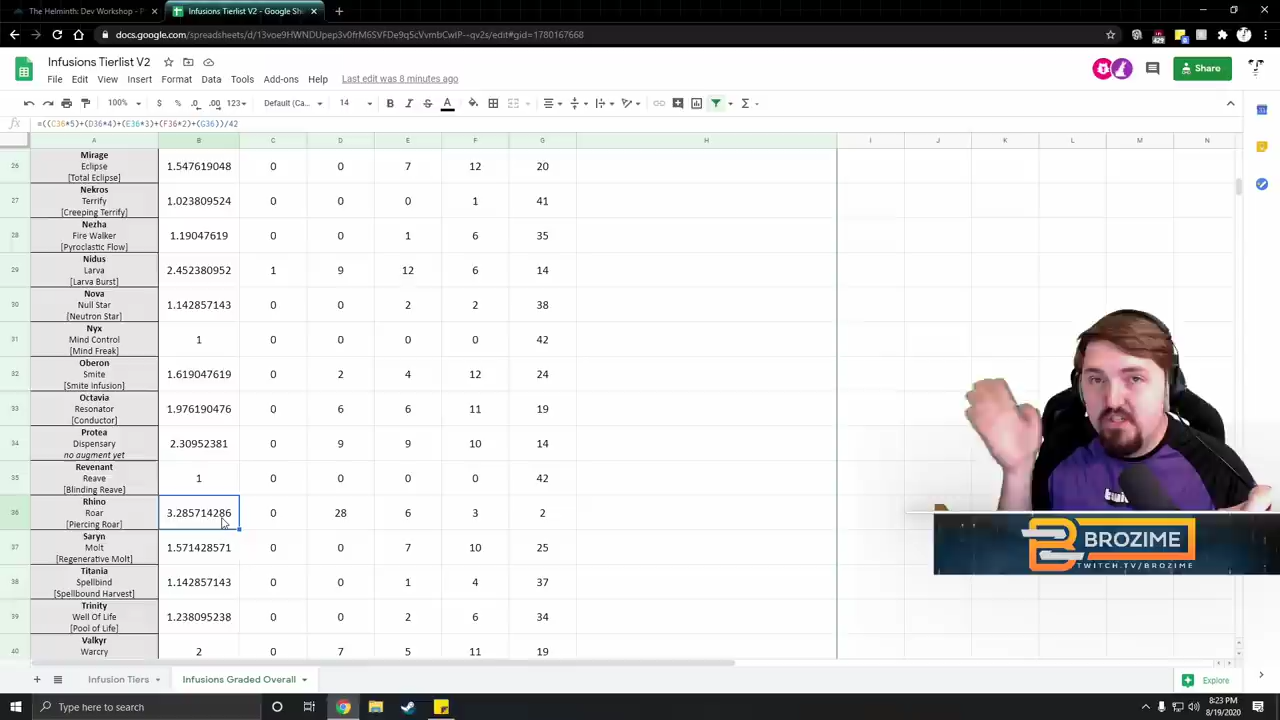 The Helminth: Dev Workshop - P
Infusions Tierlist V2 - Google She
docs.google.com/spreadsheets/d/13voe9HWNDUpep3v0frM6SVFDe9q5cVvmbCwIP--qv2s/edit#gid=1780167668
Infusions Tierlist V2
File Edit View Insert Format Data Tools Add-ons Help Last edit was 8 minutes ago
Share
100% $ % .0 .00 123 Default (Ca... 14 B I S A
fx =((C36*5)+(D36*4)+(E36*3)+(F36*2)+(G36))/42
A B C D E F G H I J K L M N
26 Mirage
Eclipse 1.547619048 0 0 7 12 20
[Total Eclipse]
27 Nekros
Terrify 1.023809524 0 0 0 1 41
[Creeping Terrify]
28 Nezha
Fire Walker 1.19047619 0 0 1 6 35
[Pyroclastic Flow]
29 Nidus
Larva 2.452380952 1 9 12 6 14
[Larva Burst]
30 Nova
Null Star 1.142857143 0 0 2 2 38
[Neutron Star]
31 Nyx
Mind Control 1 0 0 0 0 42
[Mind Freak]
32 Oberon
Smite 1.619047619 0 2 4 12 24
[Smite Infusion]
33 Octavia
Resonator 1.976190476 0 6 6 11 19
[Conductor]
34 Protea
Dispensary 2.30952381 0 9 9 10 14
no augment yet
35 Revenant
Reave 1 0 0 0 0 42
[Blinding Reave]
36 Rhino
Roar 3.285714286 0 28 6 3 2
[Piercing Roar]
37 Saryn
Molt 1.571428571 0 0 7 10 25
[Regenerative Molt]
38 Titania
Spellbind 1.142857143 0 0 1 4 37
[Spellbound Harvest]
39 Trinity
Well Of Life 1.238095238 0 0 2 6 34
[Pool of Life]
40 Valkyr
Warcry 2 0 7 5 11 19
BROZIME
TWITCH.TV/BROZIME
Infusion Tiers Infusions Graded Overall
Explore
Type here to search
8:23 PM
8/19/2020